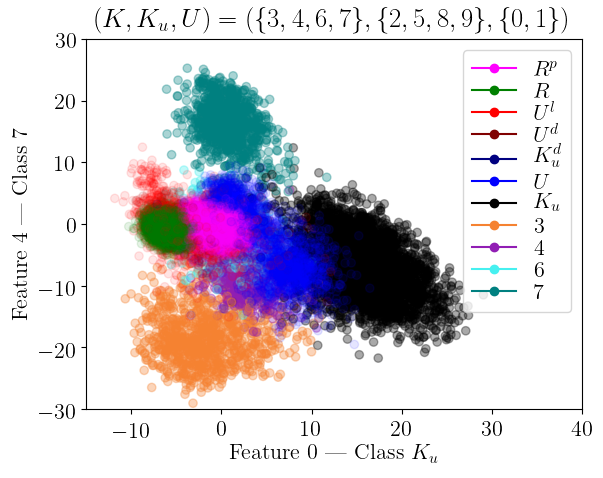 (K, K_u, U) = ({3, 4, 6, 7}, {2, 5, 8, 9}, {0, 1})
30
20
10
0
−10
−20
−30
Feature 4 — Class 7
R^p
R
U^l
U^d
K_u^d
U
K_u
3
4
6
7
−10 0 10 20 30 40
Feature 0 — Class K_u